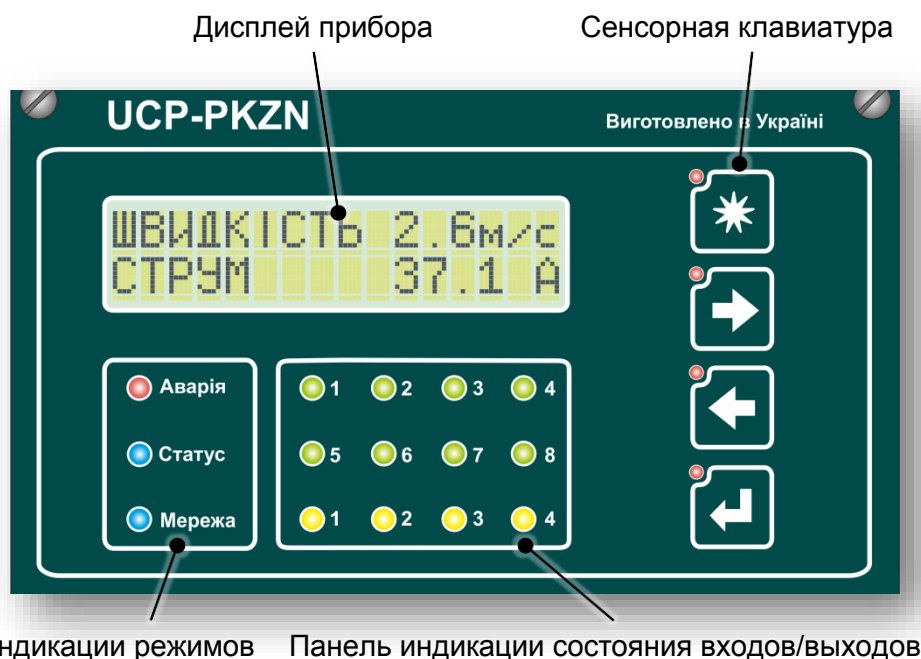 Дисплей прибора Сенсорная клавиатура
UCP-PKZN
Виготовлено в Україні
ШВИДКІСТЬ 2.6м/с
СТРУМ 37.1 А
Аварія 1 2 3 4
Статус 5 6 7 8
Мережа 1 2 3 4
ндикации режимов Панель индикации состояния входов/выходов